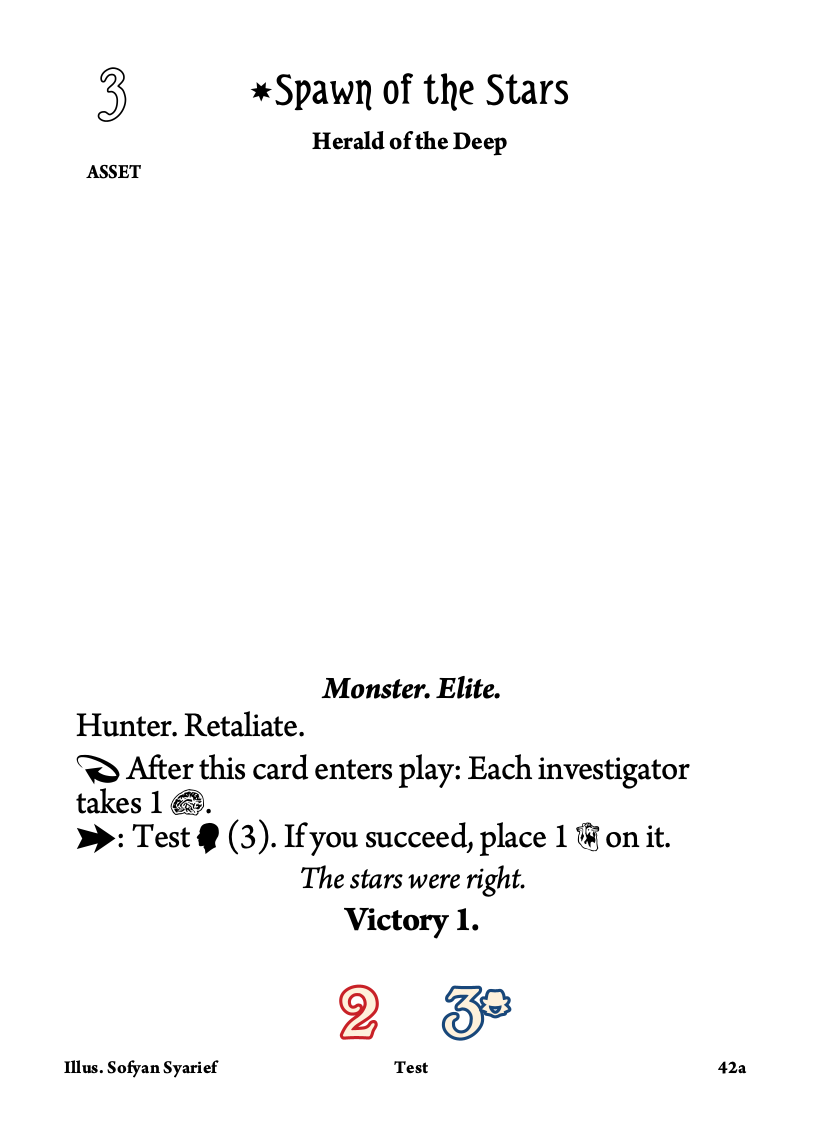 3
Spawn of the Stars
Herald of the Deep
ASSET
Monster. Elite.
Hunter. Retaliate.
After this card enters play: Each investigator
takes 1 .
: Test (3). If you succeed, place 1 on it.
The stars were right.
Victory 1.
2 3
Illus. Sofyan Syarief Test 42a